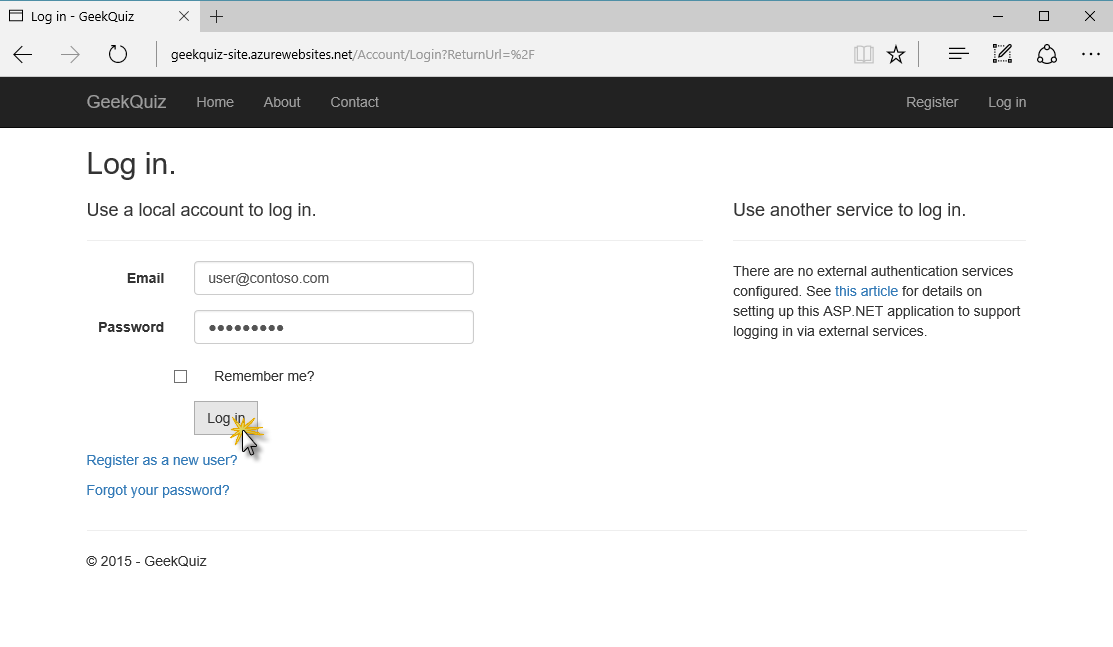 Log in - GeekQuiz
geekquiz-site.azurewebsites.net/Account/Login?ReturnUrl=%2F
GeekQuiz Home About Contact Register Log in
Log in.
Use a local account to log in.
Email user@contoso.com
Password •••••••••
Remember me?
Log in
Register as a new user?
Forgot your password?
Use another service to log in.
There are no external authentication services
configured. See this article for details on
setting up this ASP.NET application to support
logging in via external services.
© 2015 - GeekQuiz